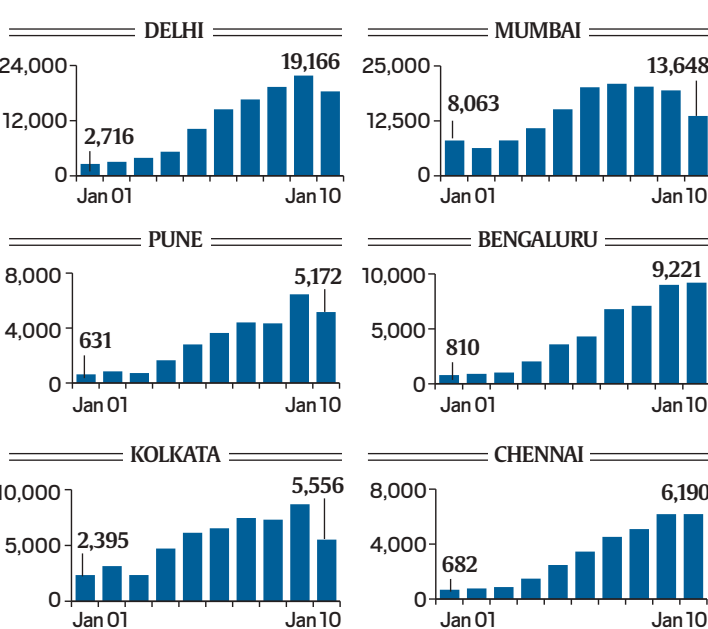 DELHI
24,000
12,000
0
2,716
19,166
Jan 01
Jan 10
MUMBAI
25,000
12,500
0
8,063
13,648
Jan 01
Jan 10
PUNE
8,000
4,000
0
631
5,172
Jan 01
Jan 10
BENGALURU
10,000
5,000
0
810
9,221
Jan 01
Jan 10
KOLKATA
10,000
5,000
0
2,395
5,556
Jan 01
Jan 10
CHENNAI
8,000
4,000
0
682
6,190
Jan 01
Jan 10